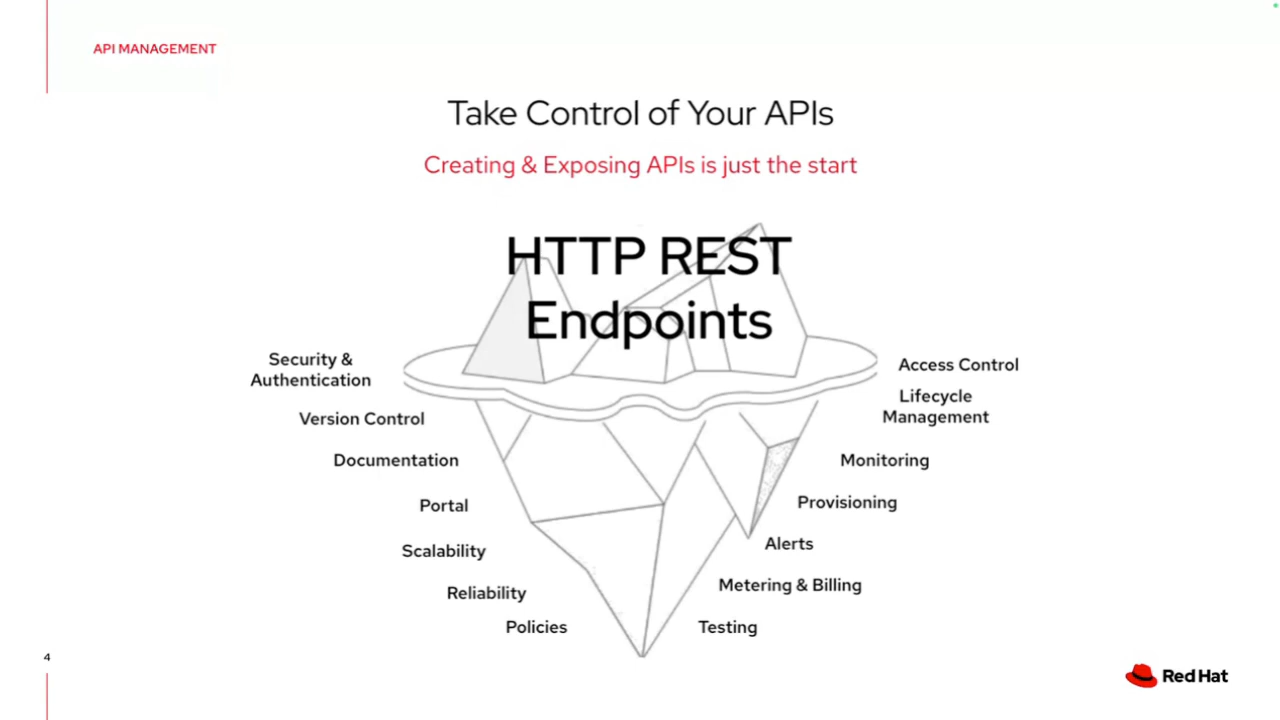 API MANAGEMENT
Take Control of Your APIs
Creating & Exposing APIs is just the start
HTTP REST
Endpoints
Security &
Authentication
Version Control
Documentation
Portal
Scalability
Reliability
Policies
Access Control
Lifecycle
Management
Monitoring
Provisioning
Alerts
Metering & Billing
Testing
4
Red Hat